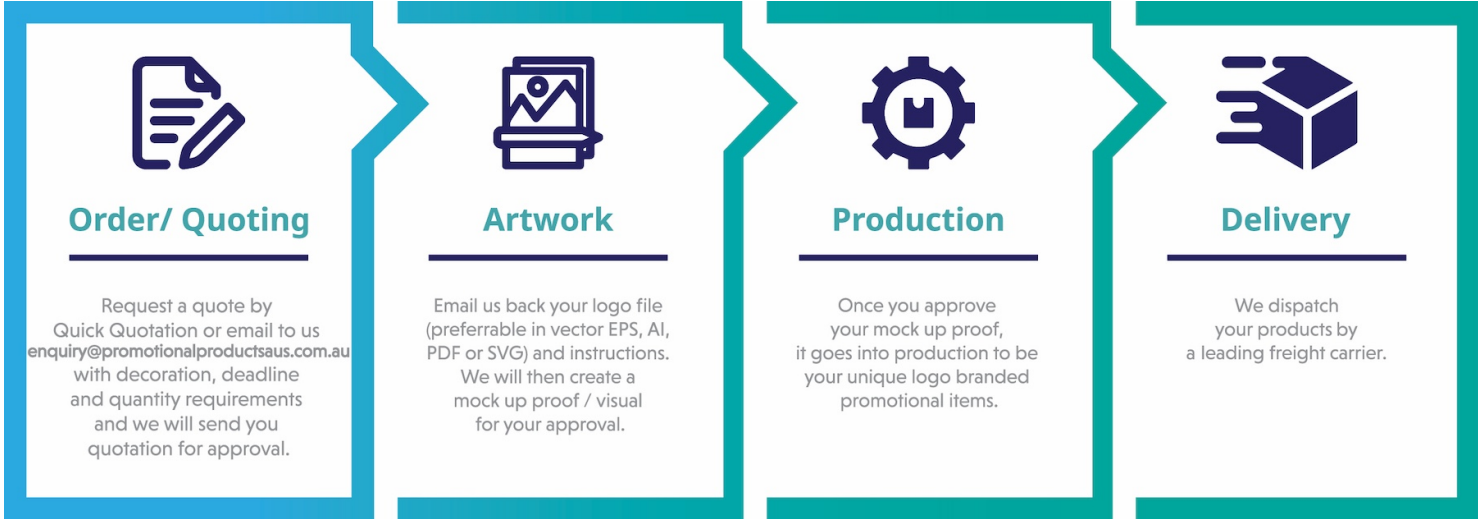 Order/ Quoting
Request a quote by
Quick Quotation or email to us
enquiry@promotionalproductsaus.com.au
with decoration, deadline
and quantity requirements
and we will send you
quotation for approval.
Artwork
Email us back your logo file
(preferrable in vector EPS, AI,
PDF or SVG) and instructions.
We will then create a
mock up proof / visual
for your approval.
Production
Once you approve
your mock up proof,
it goes into production to be
your unique logo branded
promotional items.
Delivery
We dispatch
your products by
a leading freight carrier.